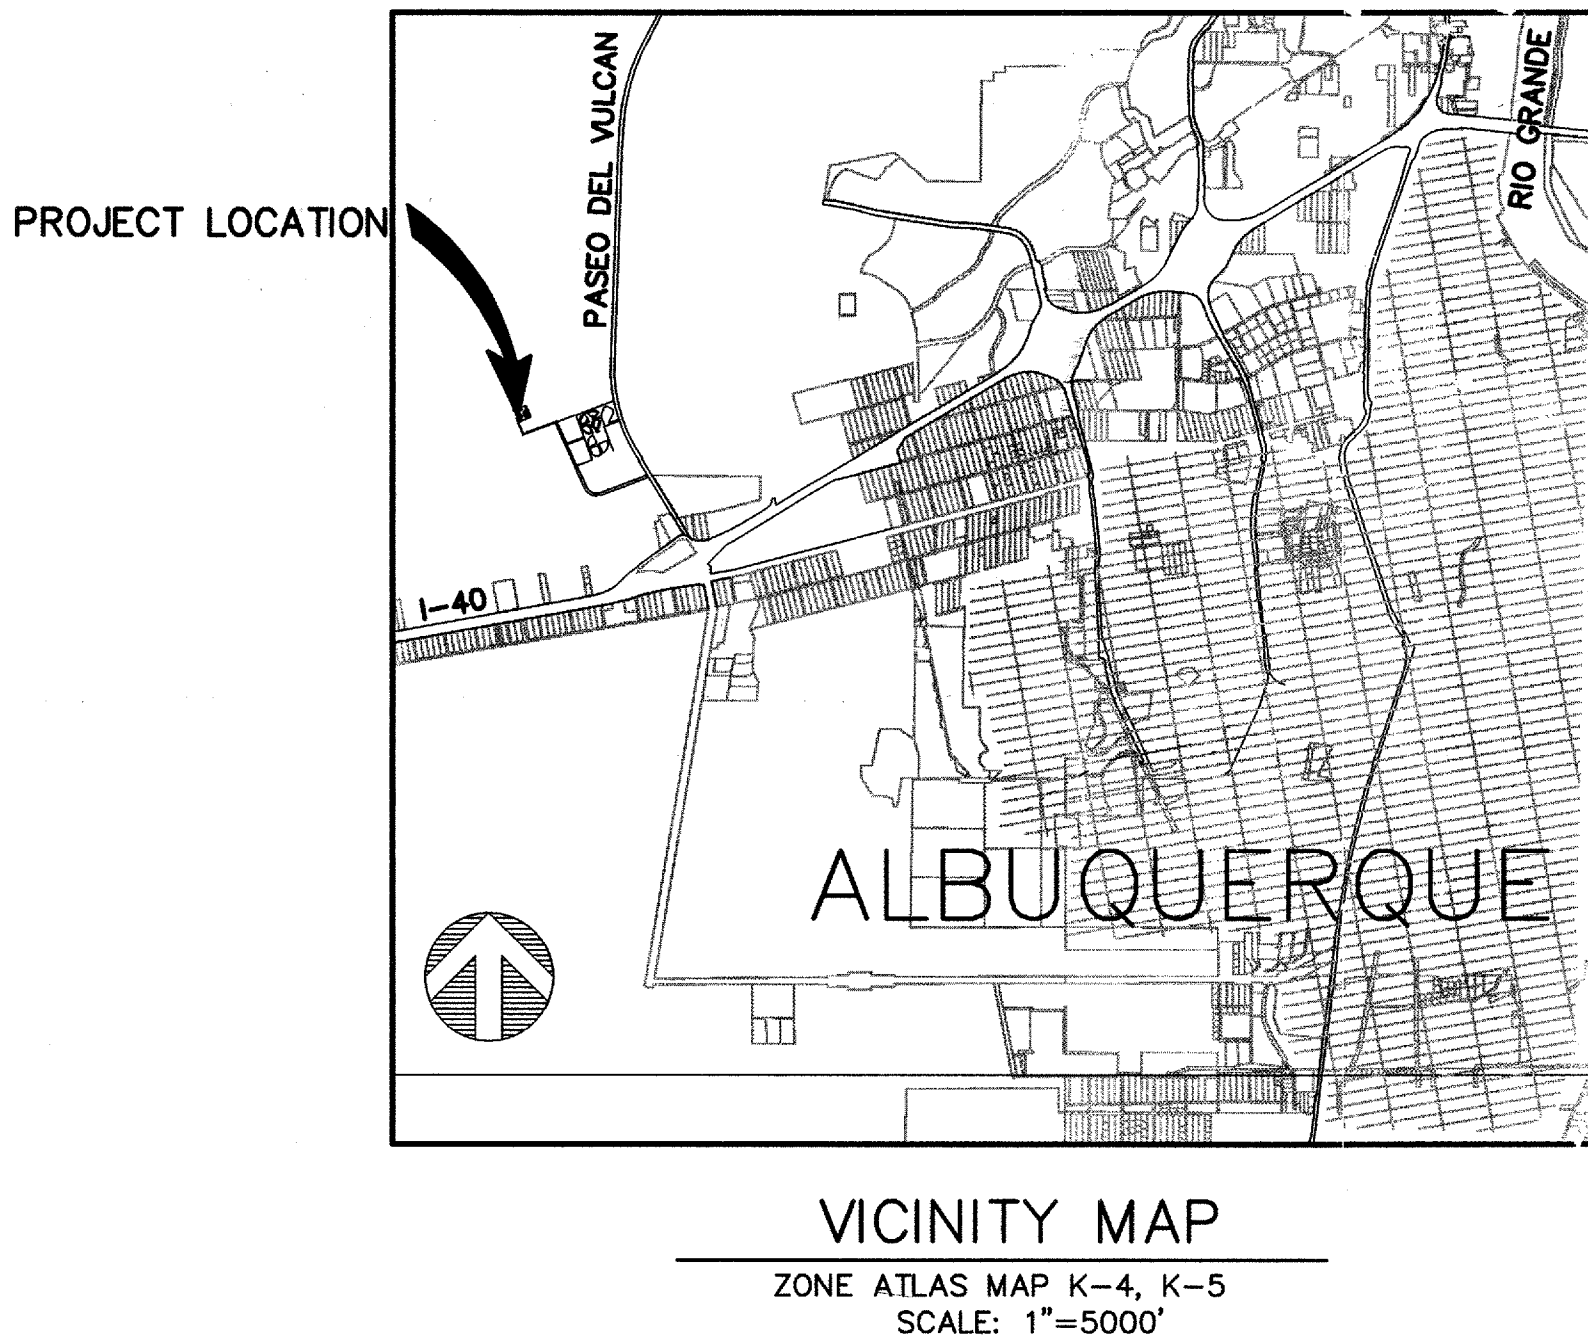 PASEO DEL VULCAN
RIO GRANDE
PROJECT LOCATION
I-40
ALBUQUERQUE
VICINITY MAP
ZONE ATLAS MAP K-4, K-5
SCALE: 1"=5000'